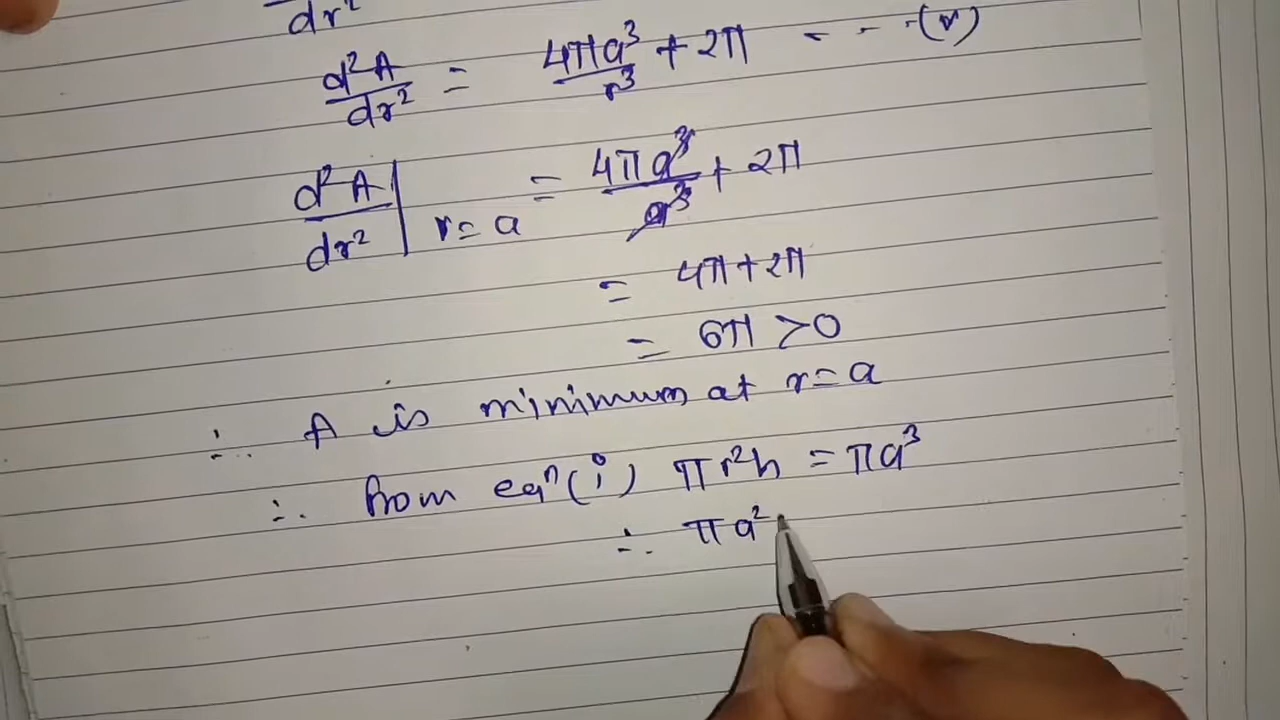 dr²
d²A/dr² = 4πa³/r³ + 2π - - ·(v)
d²A/dr² | r=a = 4πa³/a³ + 2π
= 4π+2π
= 6π >0
∴ A is minimum at r=a
∴ From eqⁿ(i) πr²h = πa³
∴ πa²